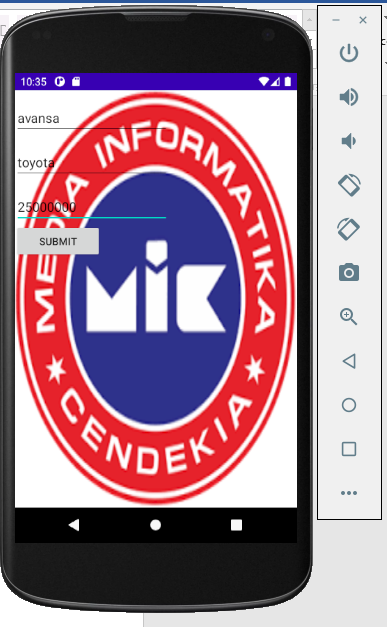 10:35
avansa
toyota
25000000
SUBMIT
MEDIA INFORMATIKA
MIC
CENDEKIA